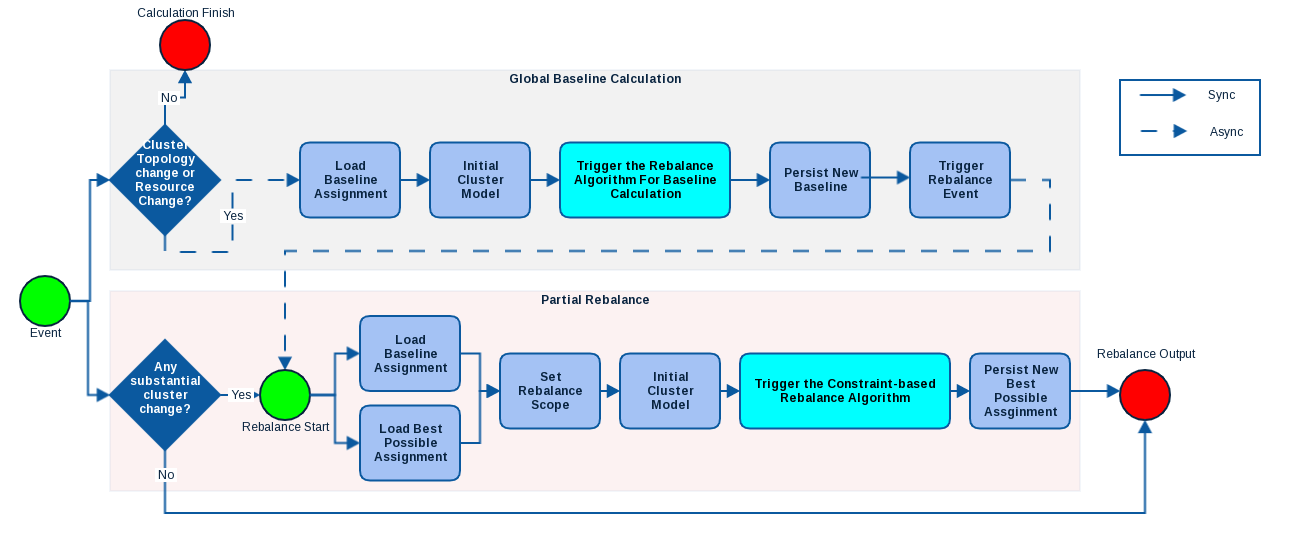 Calculation Finish
Global Baseline Calculation
No
Cluster
Topology
change or
Resource
Change?
Yes
Load
Baseline
Assignment
Initial
Cluster
Model
Trigger the Rebalance
Algorithm For Baseline
Calculation
Persist New
Baseline
Trigger
Rebalance
Event
Sync
Async
Event
Partial Rebalance
Any
substantial
cluster
change?
Yes
No
Rebalance Start
Load
Baseline
Assignment
Load Best
Possible
Assignment
Set
Rebalance
Scope
Initial
Cluster
Model
Trigger the Constraint-based
Rebalance Algorithm
Persist New
Best
Possible
Assginment
Rebalance Output